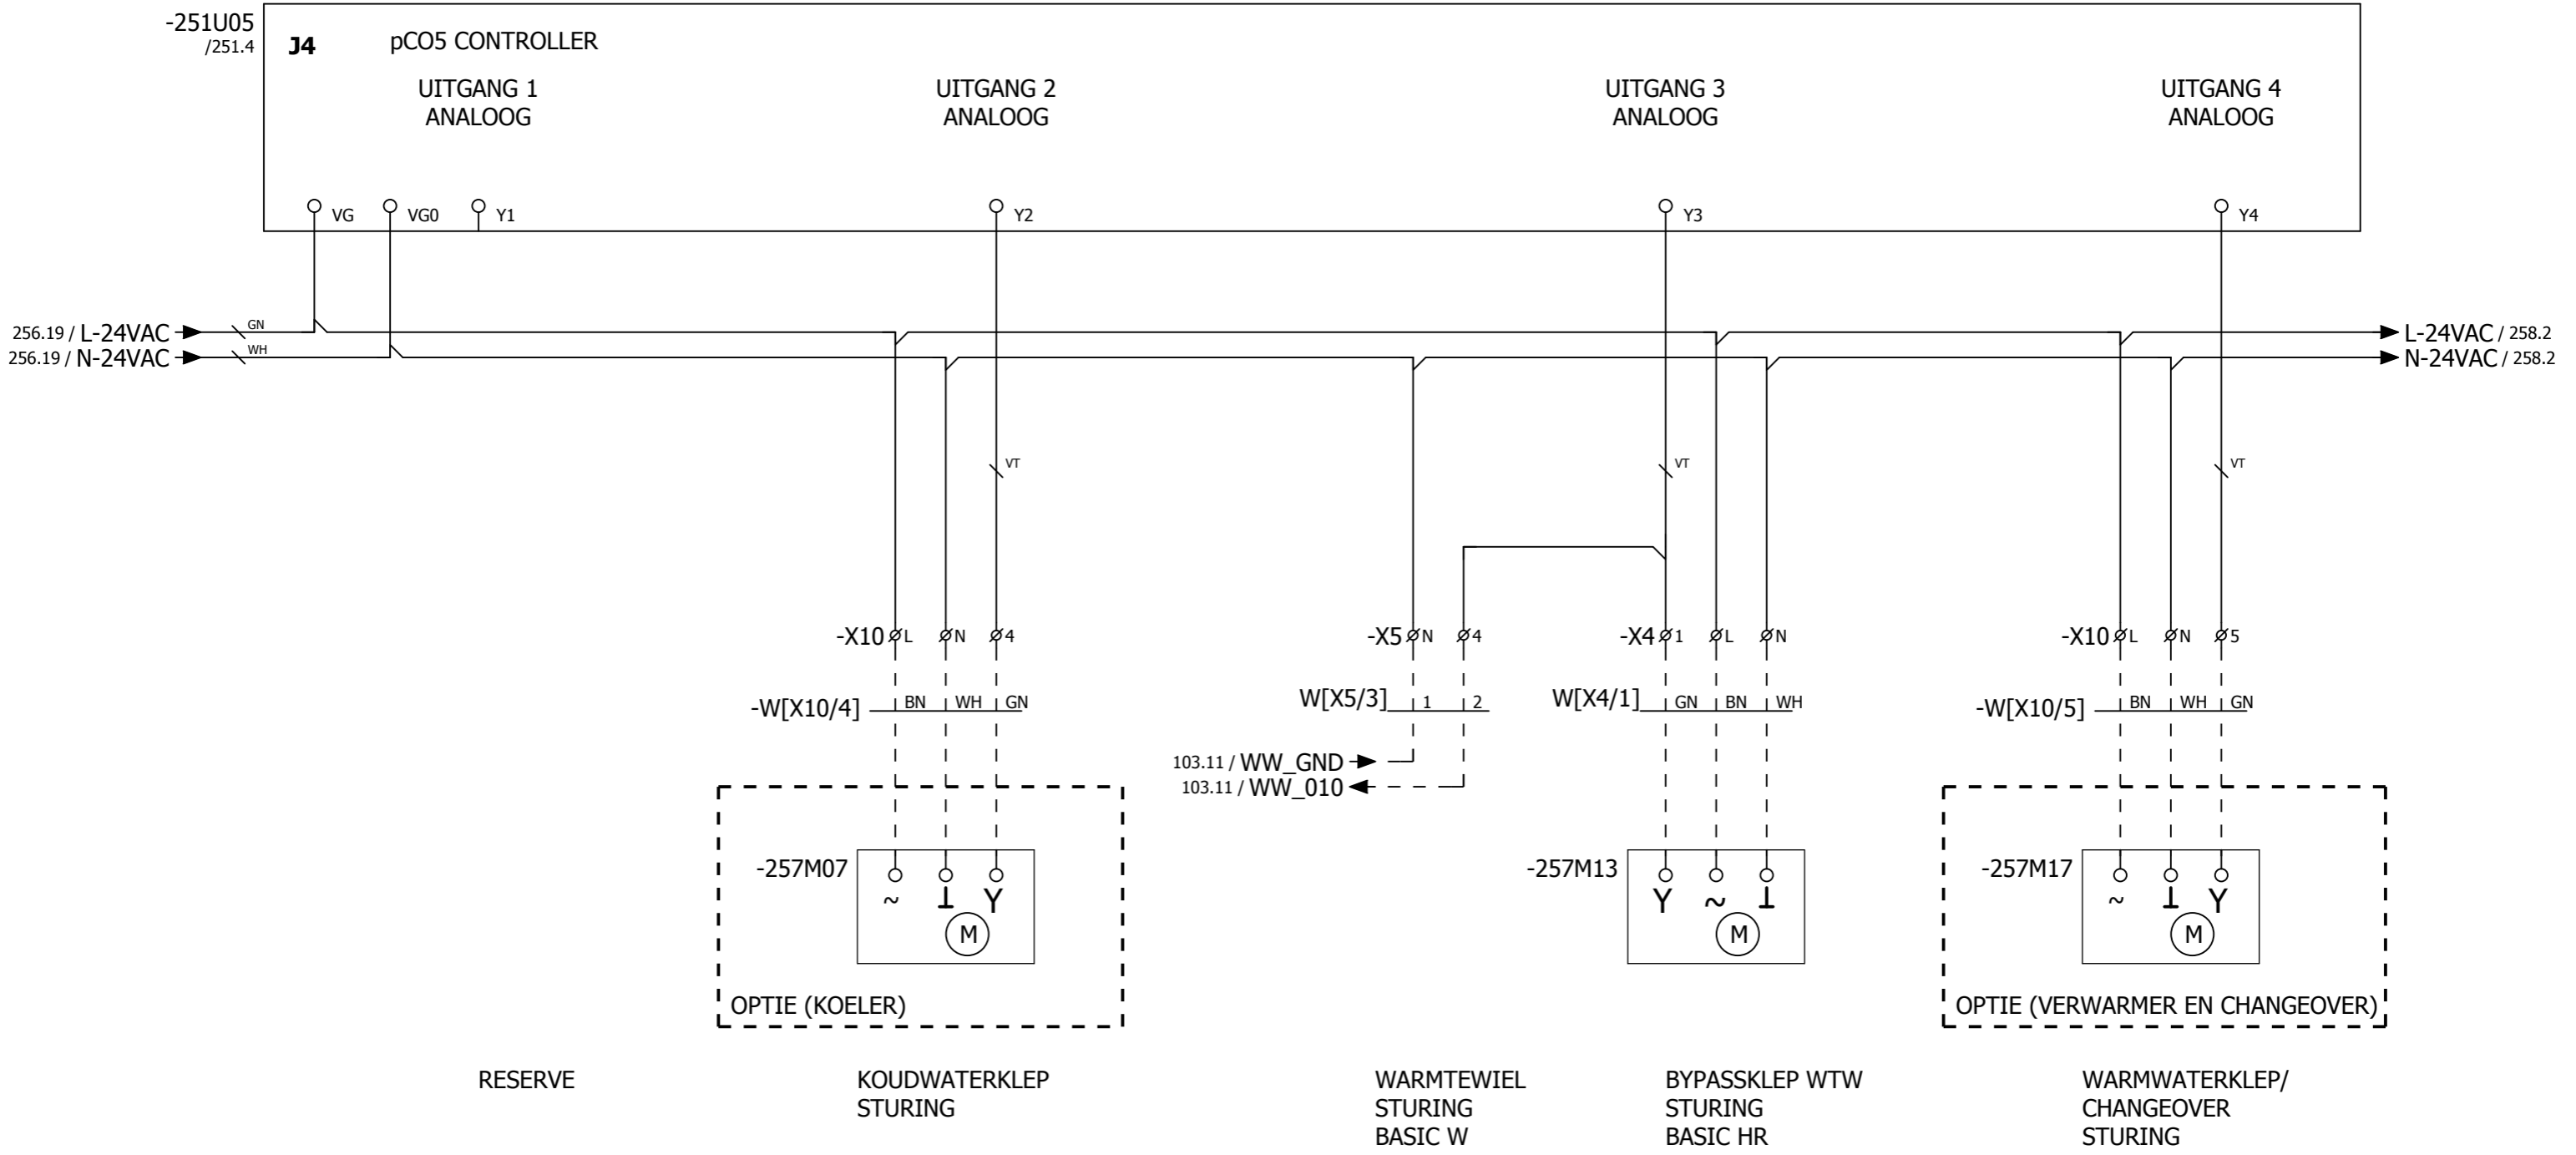 -251U05
/251.4
J4
pCO5 CONTROLLER
UITGANG 1
ANALOOG
UITGANG 2
ANALOOG
UITGANG 3
ANALOOG
UITGANG 4
ANALOOG
VG
VG0
Y1
Y2
Y3
Y4
256.19 / L-24VAC
GN
L-24VAC / 258.2
256.19 / N-24VAC
WH
N-24VAC / 258.2
VT
VT
VT
-X10 L N 4
-X5 N 4
-X4 1 L N
-X10 L N 5
-W[X10/4] BN WH GN
W[X5/3] 1 2
W[X4/1] GN BN WH
-W[X10/5] BN WH GN
103.11 / WW_GND
103.11 / WW_010
-257M07
~ ⊥ Y
M
-257M13
Y ~ ⊥
M
-257M17
~ ⊥ Y
M
OPTIE (KOELER)
OPTIE (VERWARMER EN CHANGEOVER)
RESERVE
KOUDWATERKLEP
STURING
WARMTEWIEL
STURING
BASIC W
BYPASSKLEP WTW
STURING
BASIC HR
WARMWATERKLEP/
CHANGEOVER
STURING